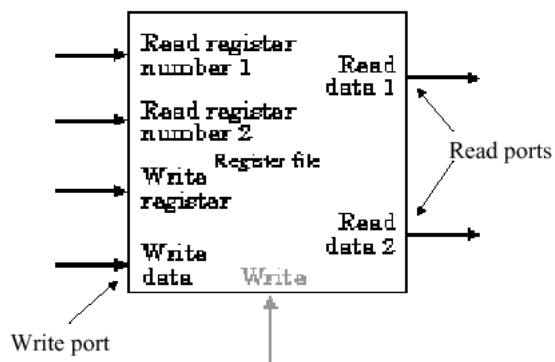 Read register
number 1
Read
data 1
Read register
number 2
Read ports
Register file
Write
register
Read
data 2
Write
data
Write
Write port